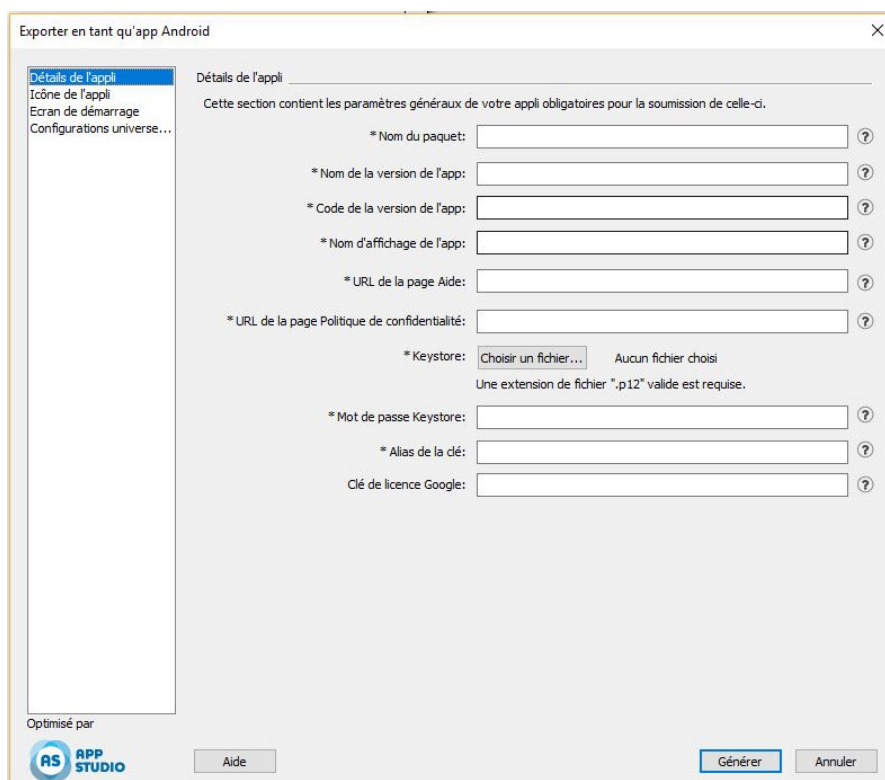 Exporter en tant qu'app Android
Détails de l'appli
Icône de l'appli
Ecran de démarrage
Configurations universe...
Détails de l'appli
Cette section contient les paramètres généraux de votre appli obligatoires pour la soumission de celle-ci.
* Nom du paquet:
* Nom de la version de l'app:
* Code de la version de l'app:
* Nom d'affichage de l'app:
* URL de la page Aide:
* URL de la page Politique de confidentialité:
* Keystore: Choisir un fichier... Aucun fichier choisi
Une extension de fichier ".p12" valide est requise.
* Mot de passe Keystore:
* Alias de la clé:
Clé de licence Google:
Optimisé par
AS APP STUDIO
Aide Générer Annuler